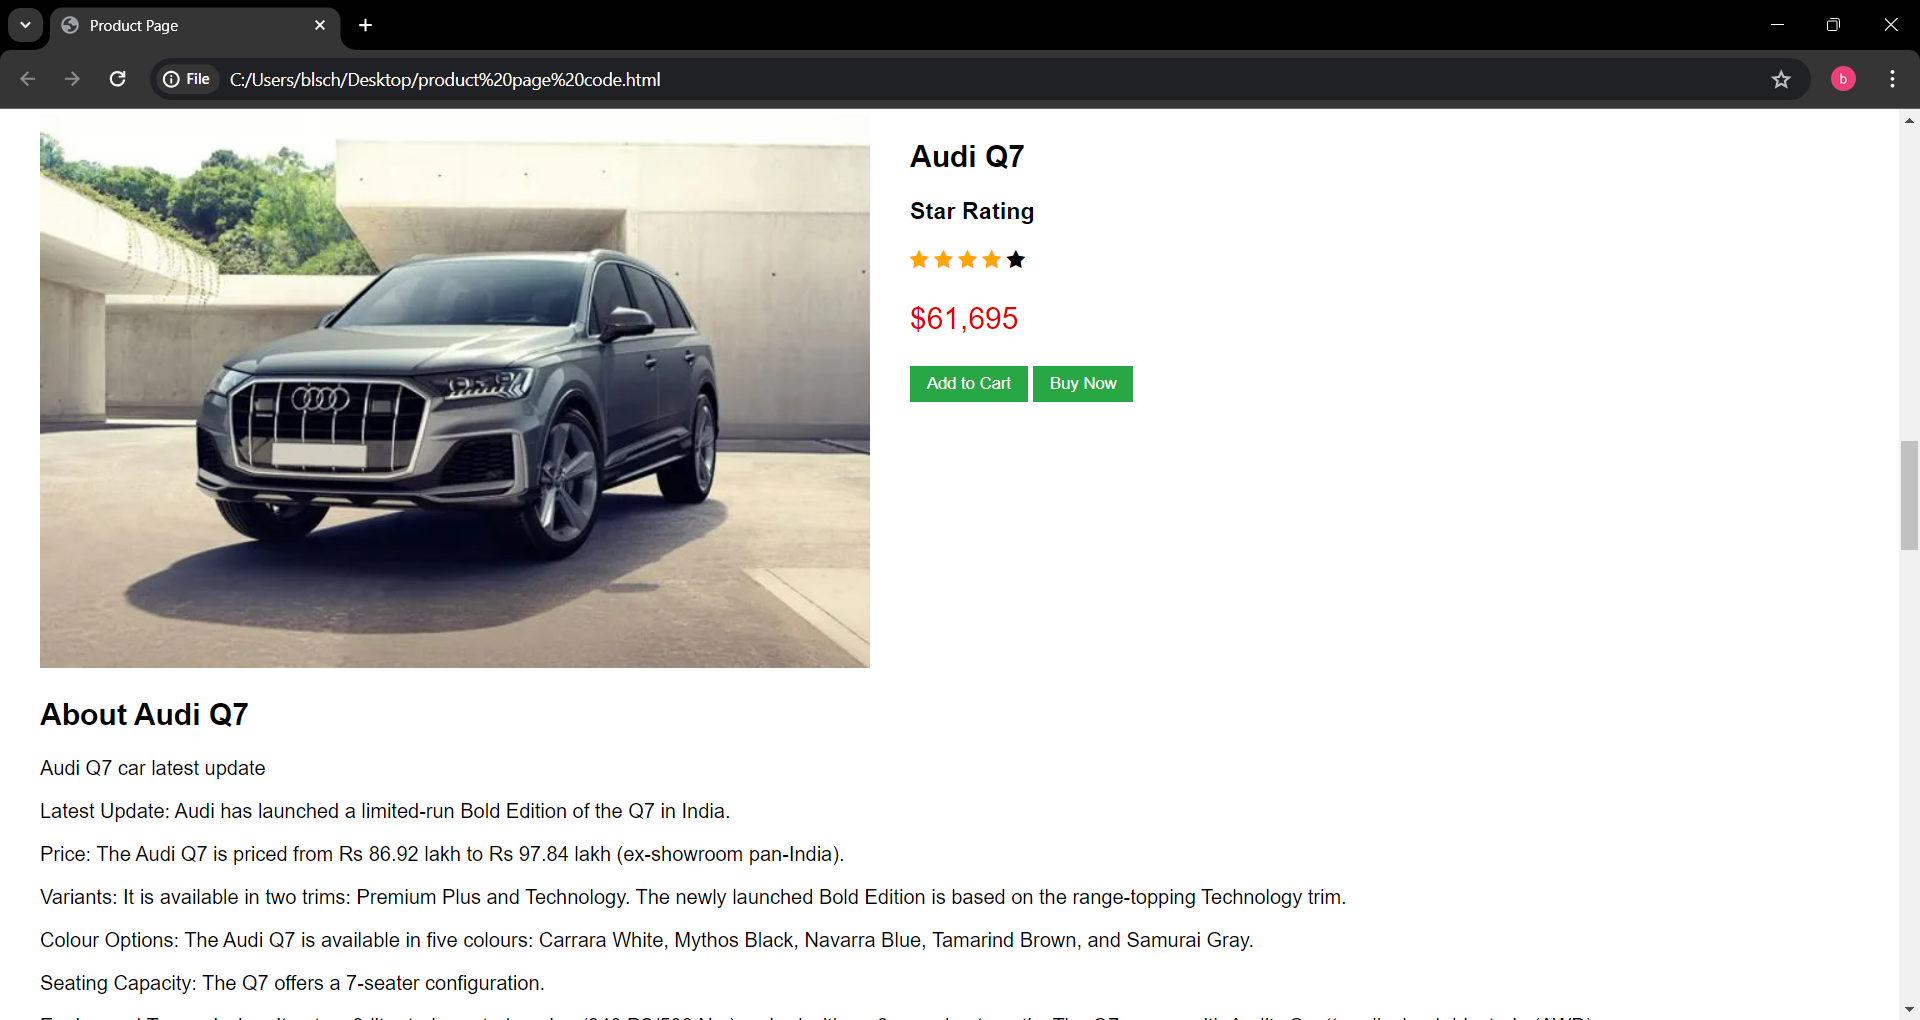 Product Page
File
C:/Users/blsch/Desktop/product%20page%20code.html
b
Audi Q7
Star Rating
$61,695
Add to Cart
Buy Now
About Audi Q7
Audi Q7 car latest update
Latest Update: Audi has launched a limited-run Bold Edition of the Q7 in India.
Price: The Audi Q7 is priced from Rs 86.92 lakh to Rs 97.84 lakh (ex-showroom pan-India).
Variants: It is available in two trims: Premium Plus and Technology. The newly launched Bold Edition is based on the range-topping Technology trim.
Colour Options: The Audi Q7 is available in five colours: Carrara White, Mythos Black, Navarra Blue, Tamarind Brown, and Samurai Gray.
Seating Capacity: The Q7 offers a 7-seater configuration.